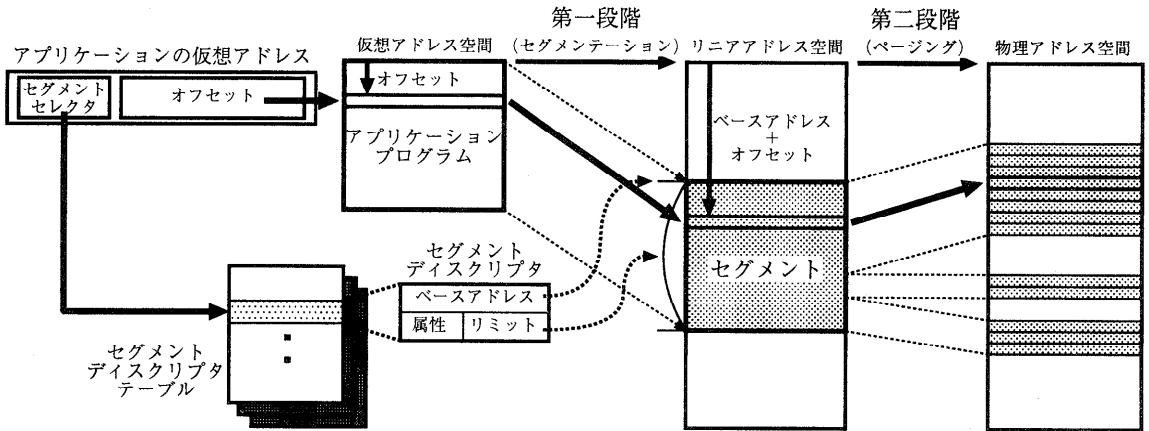 アプリケーションの仮想アドレス
セグメント
セレクタ
オフセット
仮想アドレス空間
オフセット
アプリケーション
プログラム
第一段階
(セグメンテーション)
リニアアドレス空間
ベースアドレス
+
オフセット
セグメント
第二段階
(ページング)
物理アドレス空間
セグメント
ディスクリプタ
ベースアドレス
属性
リミット
セグメント
ディスクリプタ
テーブル